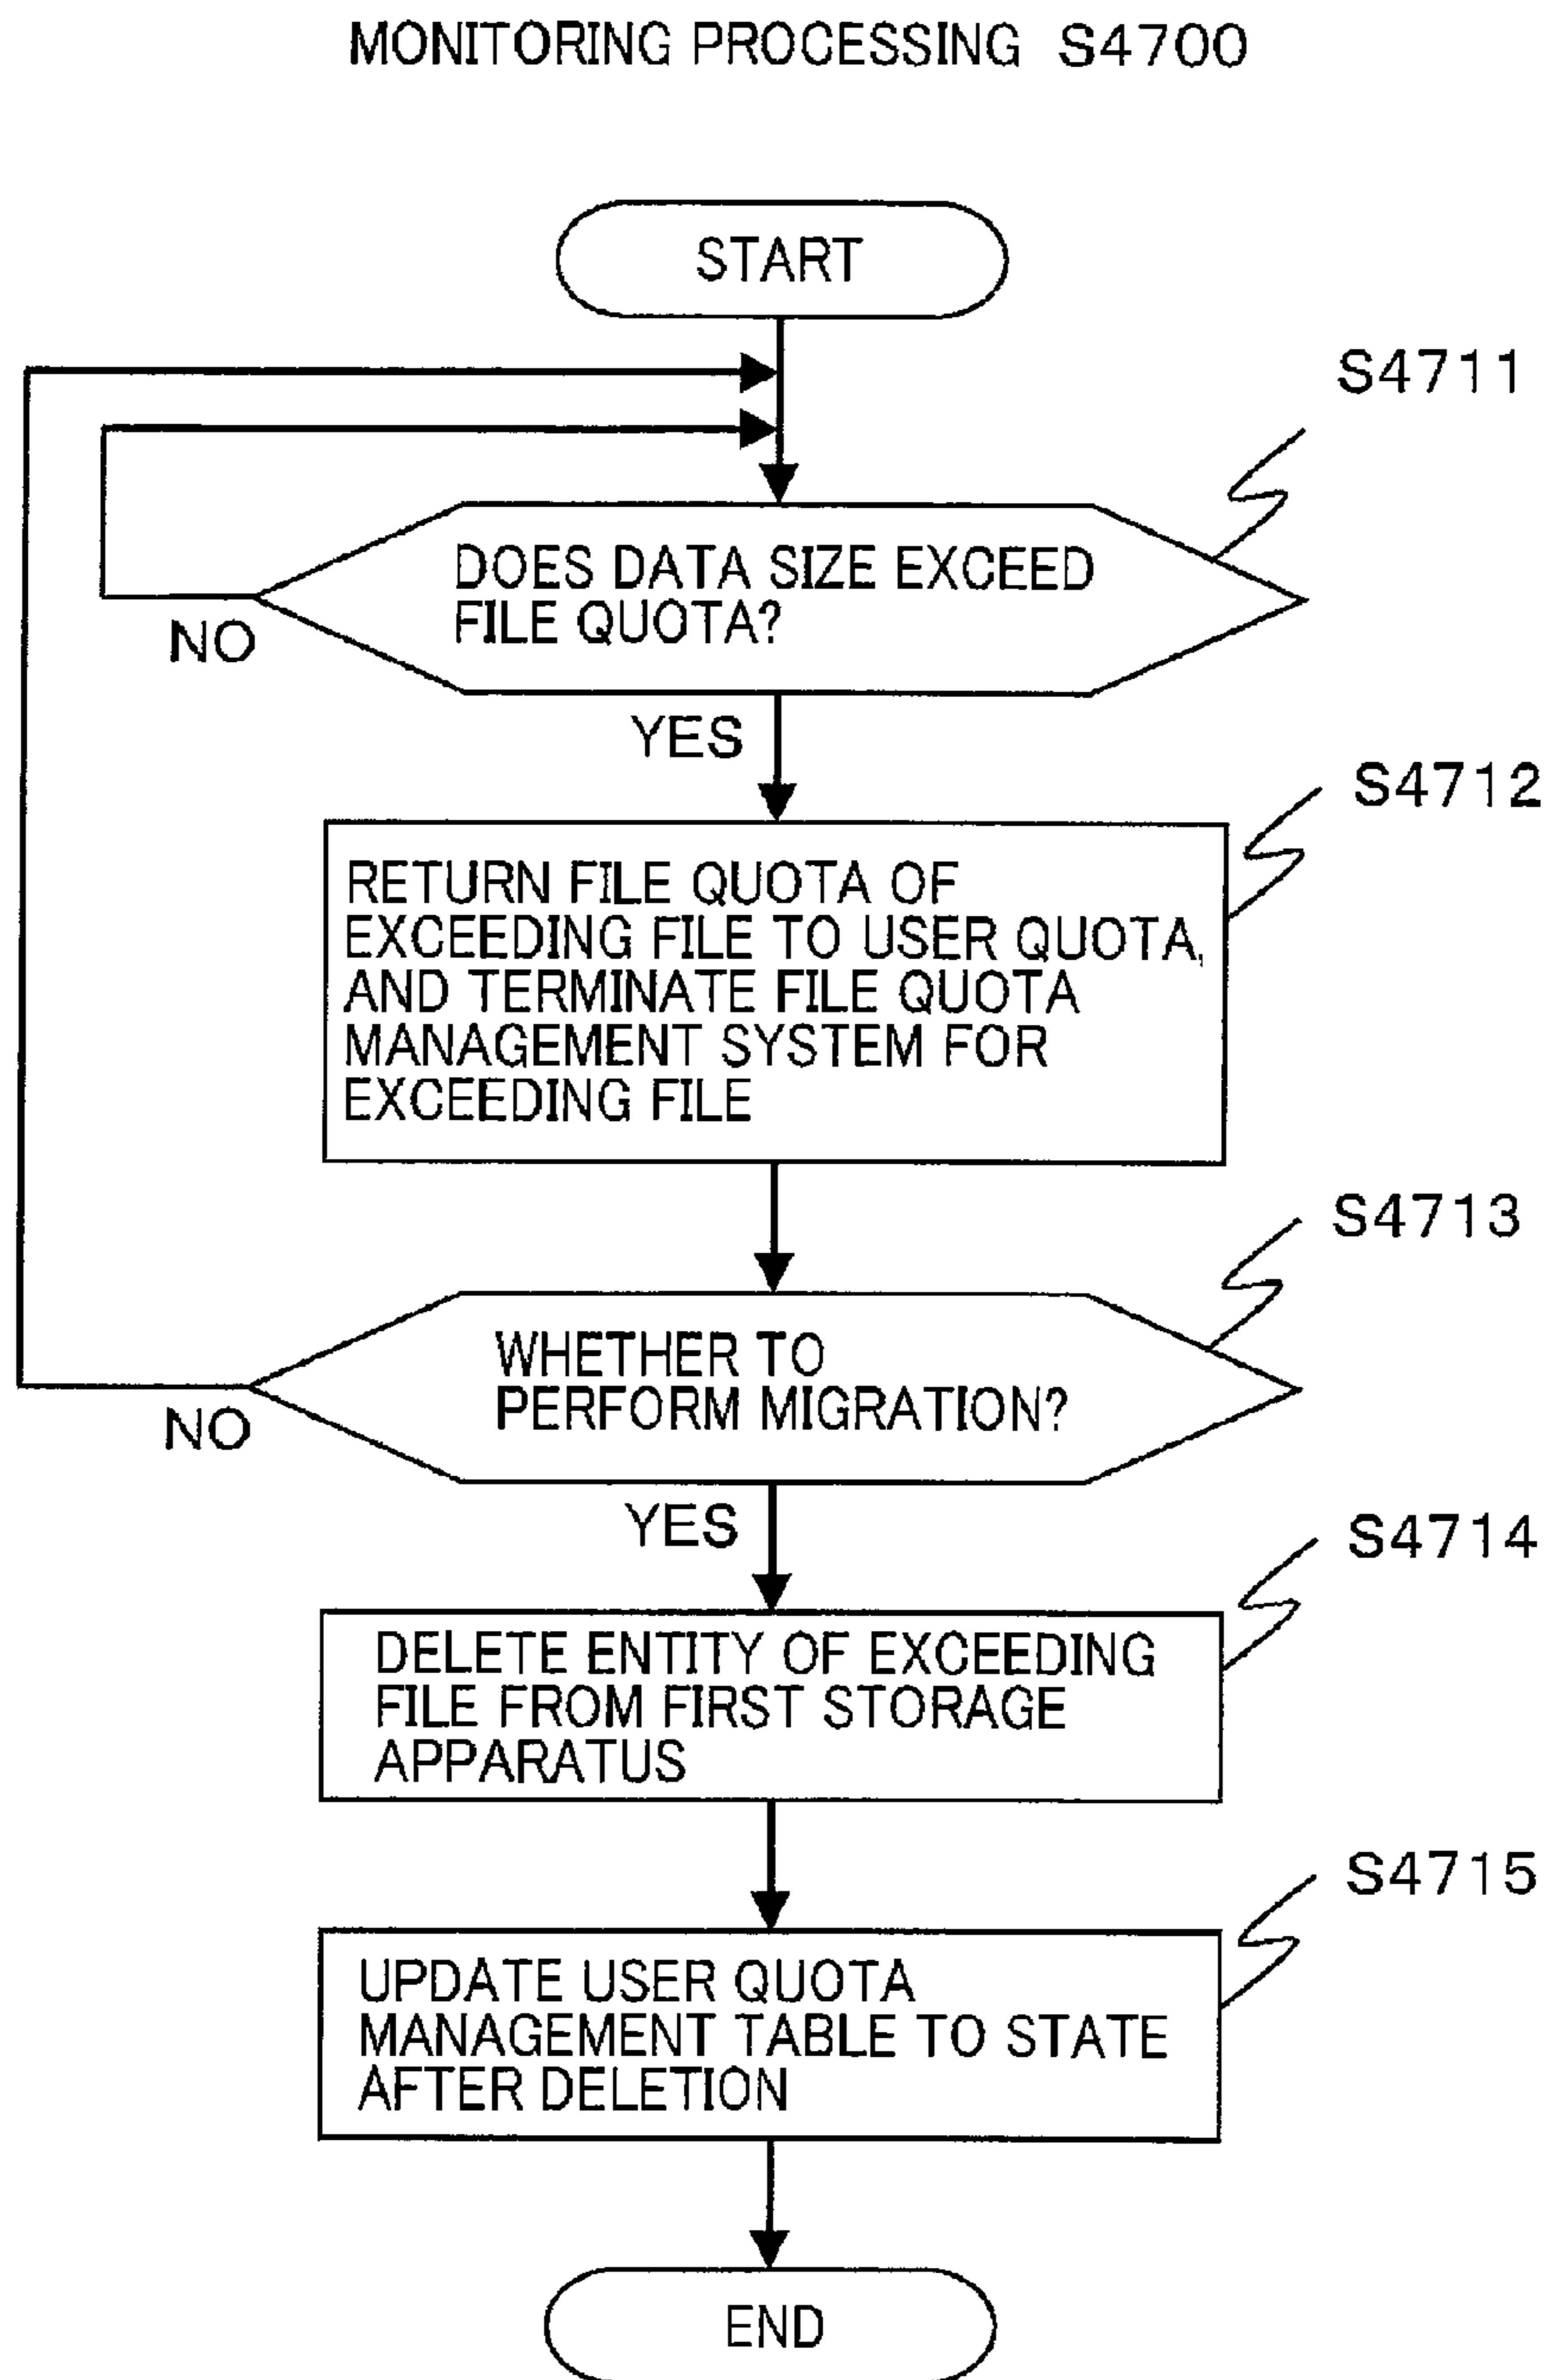 MONITORING PROCESSING S4700
START
S4711
DOES DATA SIZE EXCEED
FILE QUOTA?
NO
YES
S4712
RETURN FILE QUOTA OF
EXCEEDING FILE TO USER QUOTA,
AND TERMINATE FILE QUOTA
MANAGEMENT SYSTEM FOR
EXCEEDING FILE
S4713
WHETHER TO
PERFORM MIGRATION?
NO
YES
S4714
DELETE ENTITY OF EXCEEDING
FILE FROM FIRST STORAGE
APPARATUS
S4715
UPDATE USER QUOTA
MANAGEMENT TABLE TO STATE
AFTER DELETION
END